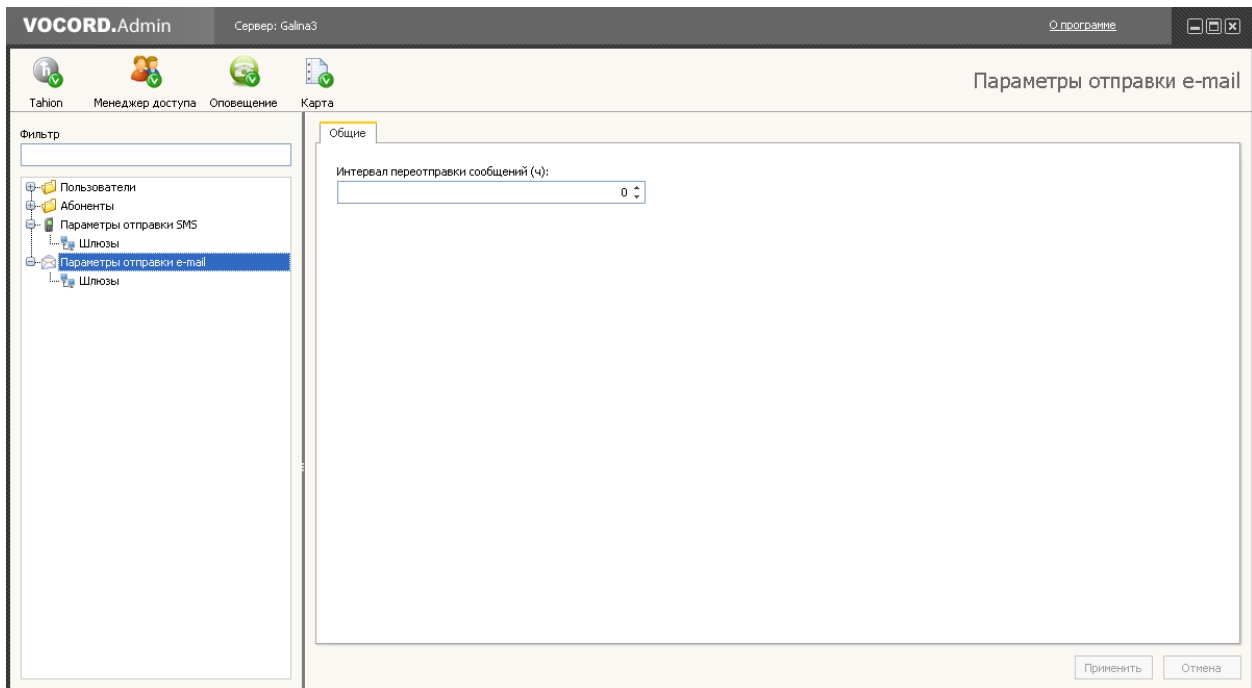 VOCORD.Admin
Сервер: Galina3
О программе
Tahion
Менеджер доступа
Оповещение
Карта
Параметры отправки e-mail
Фильтр
Пользователи
Абоненты
Параметры отправки SMS
Шлюзы
Параметры отправки e-mail
Шлюзы
Общие
Интервал переотправки сообщений (ч):
0
Применить
Отмена